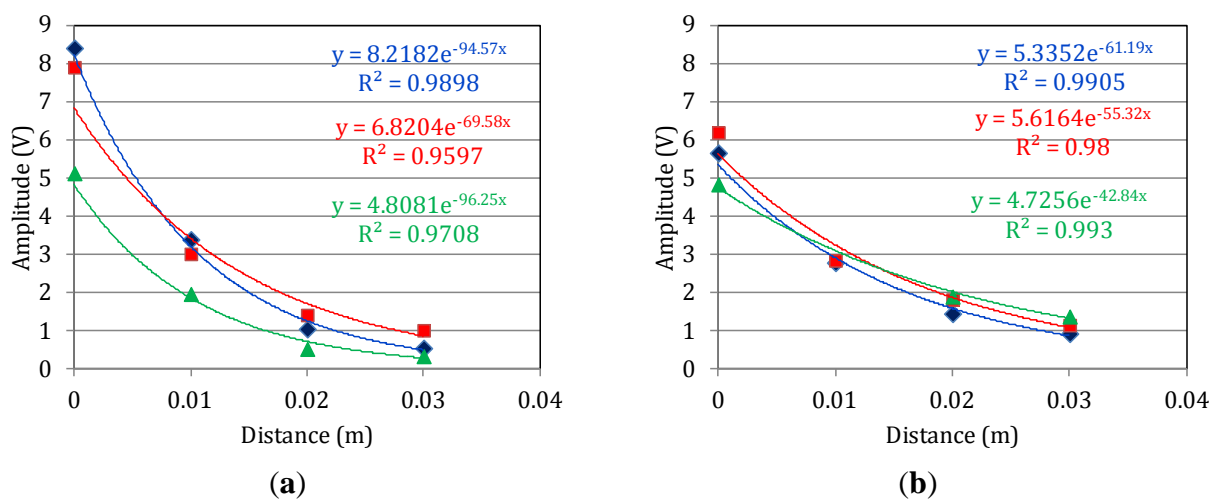 9
8
7
6
5
4
3
2
1
0
Amplitude (V)
y = 8.2182e^-94.57x
R² = 0.9898
y = 6.8204e^-69.58x
R² = 0.9597
y = 4.8081e^-96.25x
R² = 0.9708
0 0.01 0.02 0.03 0.04
Distance (m)
(a)
9
8
7
6
5
4
3
2
1
0
Amplitude (V)
y = 5.3352e^-61.19x
R² = 0.9905
y = 5.6164e^-55.32x
R² = 0.98
y = 4.7256e^-42.84x
R² = 0.993
0 0.01 0.02 0.03 0.04
Distance (m)
(b)